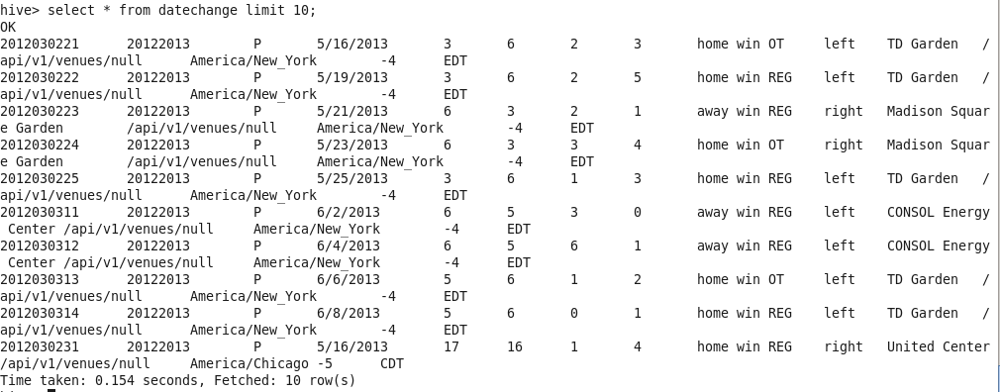 hive> select * from datechange limit 10;
OK
2012030221 20122013 P 5/16/2013 3 6 2 3 home win OT left TD Garden /
api/v1/venues/null America/New_York -4 EDT
2012030222 20122013 P 5/19/2013 3 6 2 5 home win REG left TD Garden /
api/v1/venues/null America/New_York -4 EDT
2012030223 20122013 P 5/21/2013 6 3 2 1 away win REG right Madison Squar
e Garden /api/v1/venues/null America/New_York -4 EDT
2012030224 20122013 P 5/23/2013 6 3 3 4 home win OT right Madison Squar
e Garden /api/v1/venues/null America/New_York -4 EDT
2012030225 20122013 P 5/25/2013 3 6 1 3 home win REG left TD Garden /
api/v1/venues/null America/New_York -4 EDT
2012030311 20122013 P 6/2/2013 6 5 3 0 away win REG left CONSOL Energy
Center /api/v1/venues/null America/New_York -4 EDT
2012030312 20122013 P 6/4/2013 6 5 6 1 away win REG left CONSOL Energy
Center /api/v1/venues/null America/New_York -4 EDT
2012030313 20122013 P 6/6/2013 5 6 1 2 home win OT left TD Garden /
api/v1/venues/null America/New_York -4 EDT
2012030314 20122013 P 6/8/2013 5 6 0 1 home win REG left TD Garden /
api/v1/venues/null America/New_York -4 EDT
2012030231 20122013 P 5/16/2013 17 16 1 4 home win REG right United Center
/api/v1/venues/null America/Chicago -5 CDT
Time taken: 0.154 seconds, Fetched: 10 row(s)